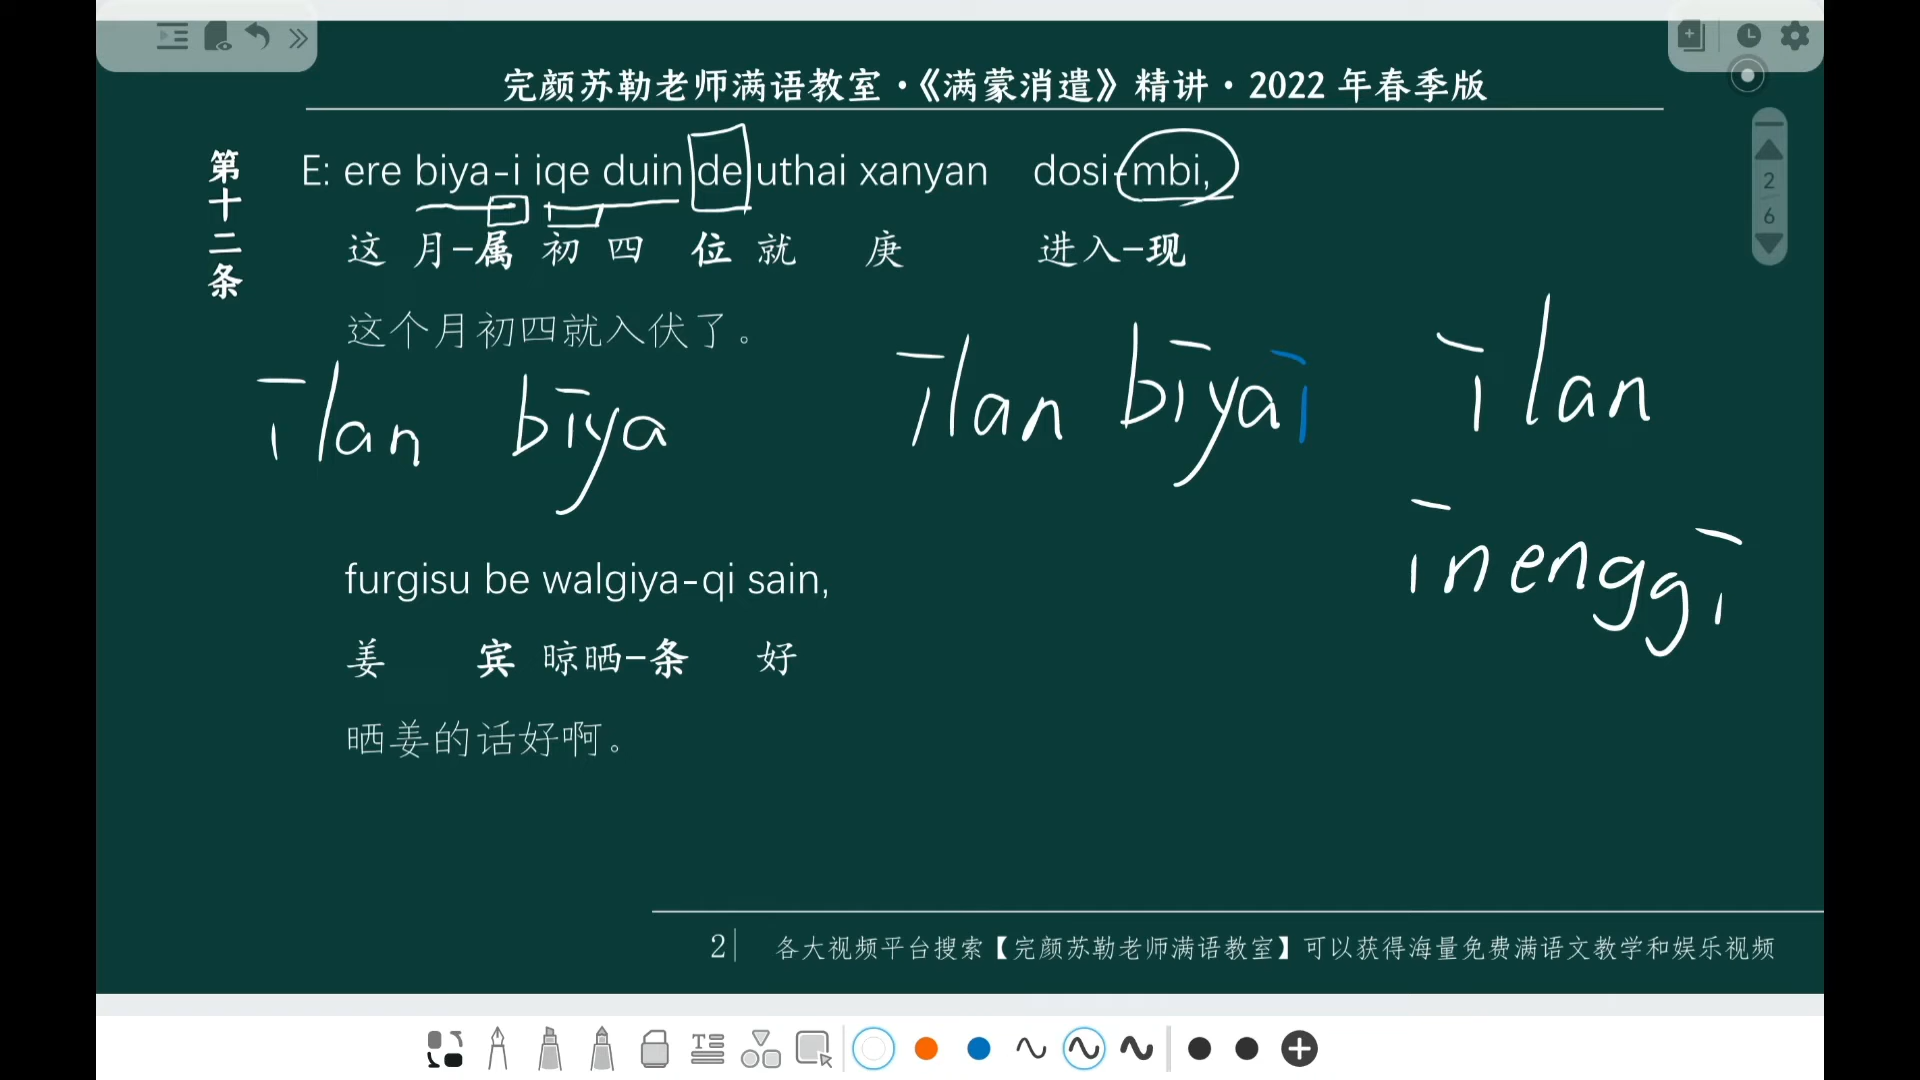 完颜苏勒老师满语教室·《满蒙消遣》精讲·2022 年春季版
第十二条
E: ere biya-i iqe duin de uthai xanyan dosi-mbi,
这 月-属 初 四 位 就 庚 进入-现
这个月初四就入伏了。
ilan biya ilan biyai ilan
inenggi
furgisu be walgiya-qi sain,
姜 宾 晾晒-条 好
晒姜的话好啊。
2 各大视频平台搜索【完颜苏勒老师满语教室】可以获得海量免费满语文教学和娱乐视频
2
6